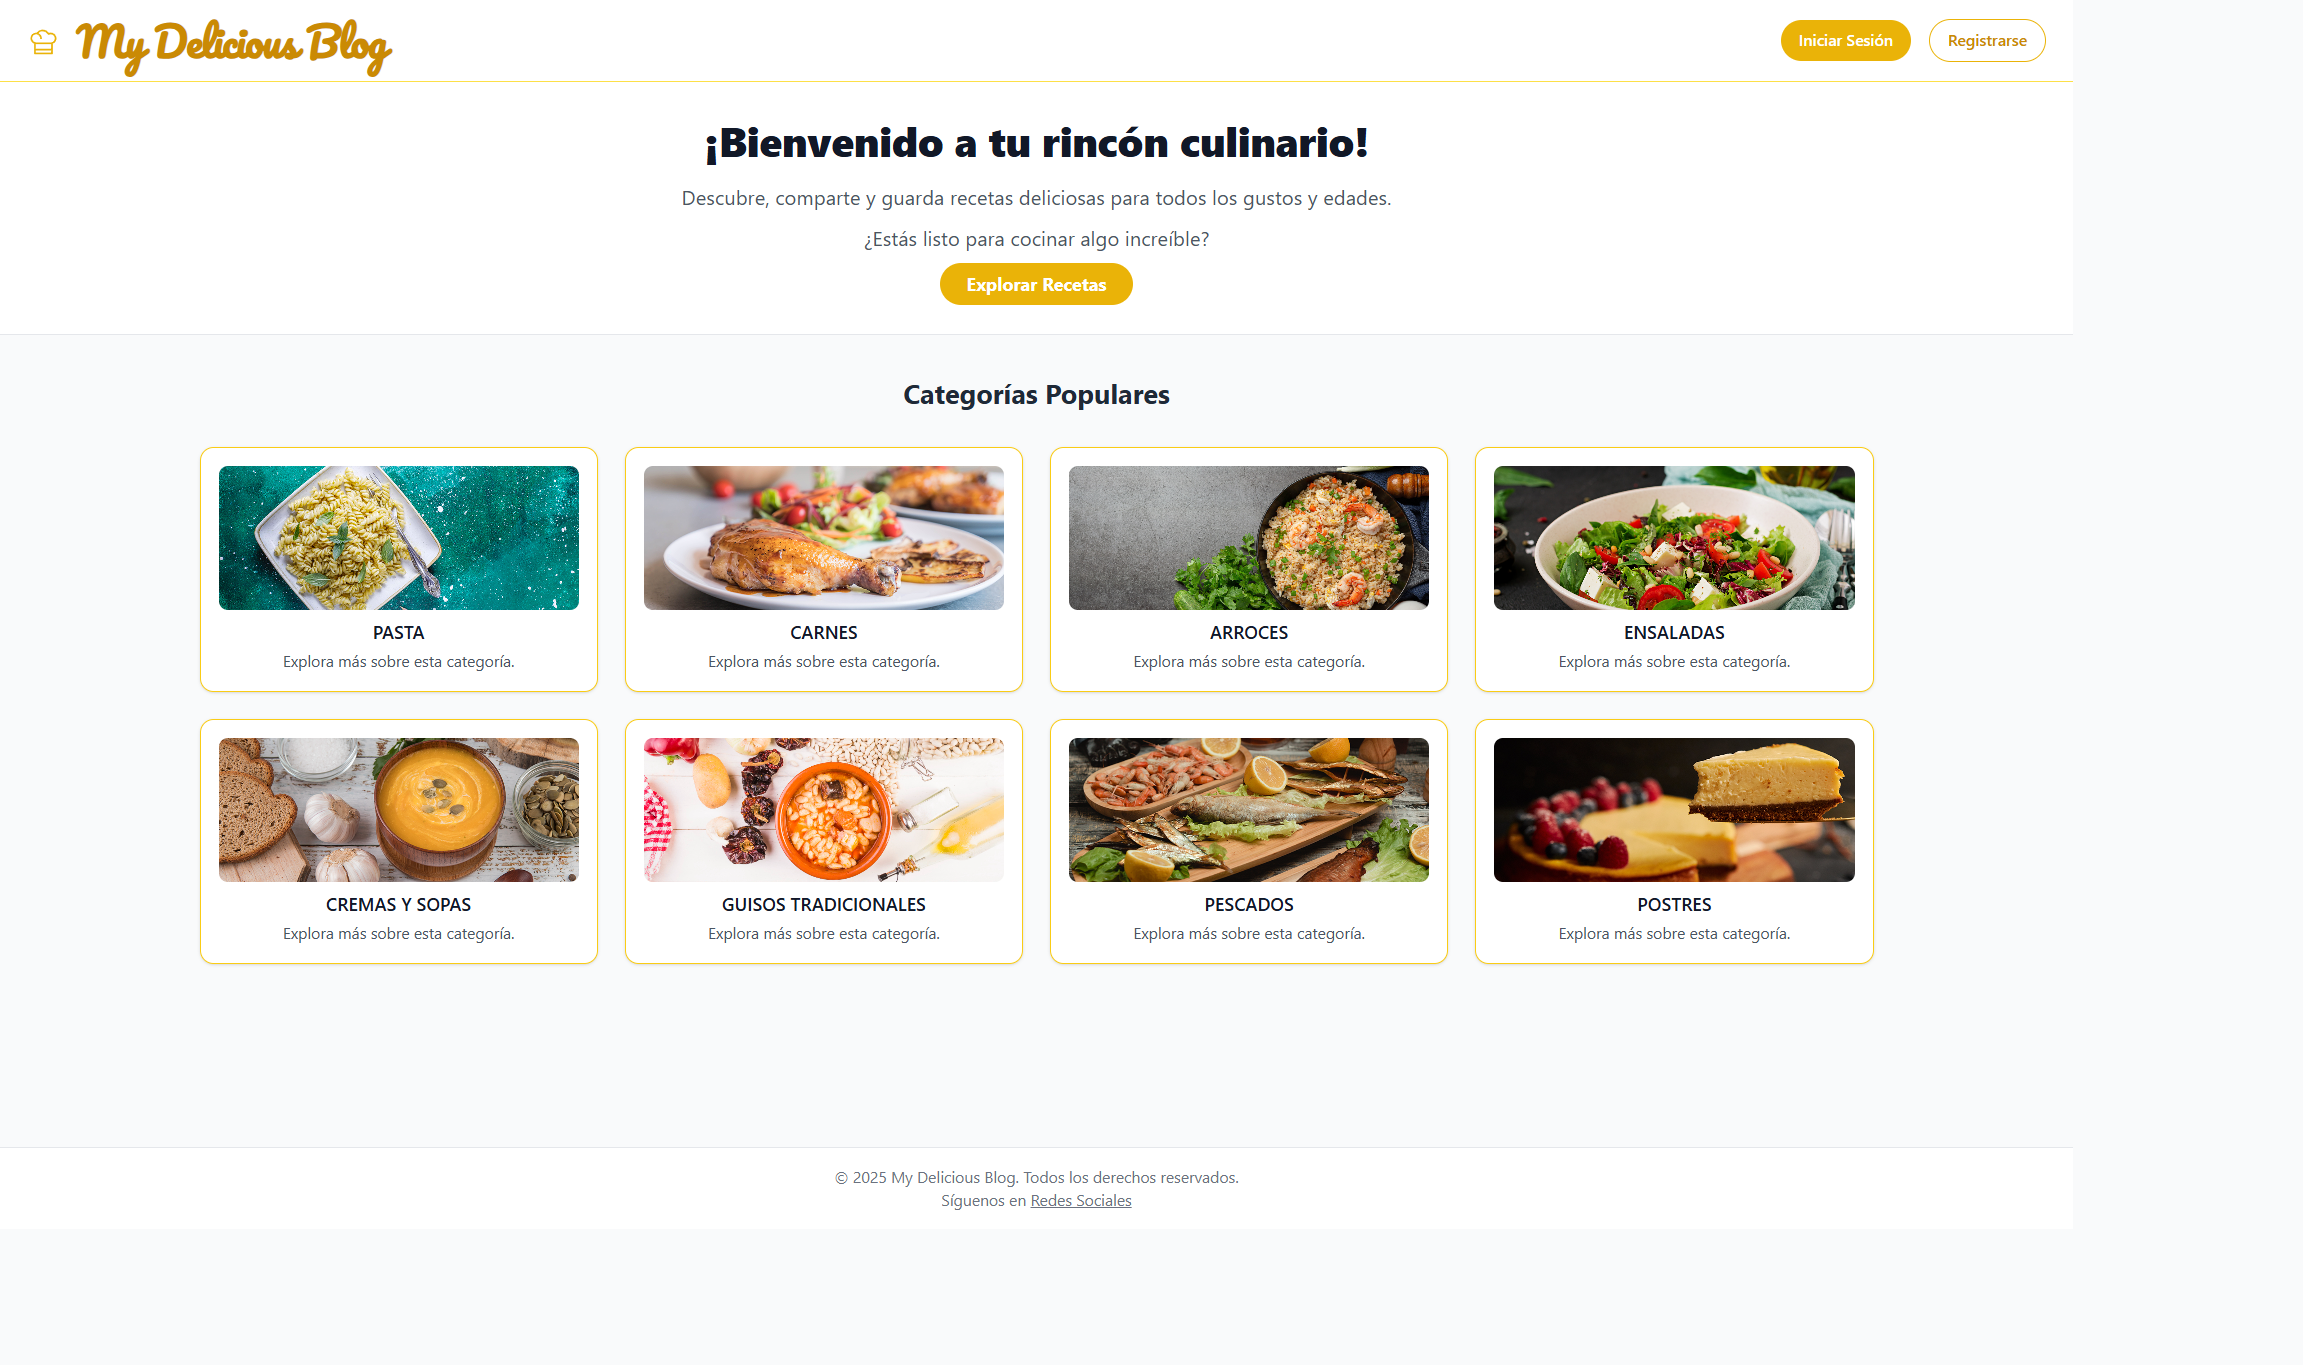 My Delicious Blog
Iniciar Sesión
Registrarse
¡Bienvenido a tu rincón culinario!
Descubre, comparte y guarda recetas deliciosas para todos los gustos y edades.
¿Estás listo para cocinar algo increíble?
Explorar Recetas
Categorías Populares
PASTA
Explora más sobre esta categoría.
CARNES
Explora más sobre esta categoría.
ARROCES
Explora más sobre esta categoría.
ENSALADAS
Explora más sobre esta categoría.
CREMAS Y SOPAS
Explora más sobre esta categoría.
GUISOS TRADICIONALES
Explora más sobre esta categoría.
PESCADOS
Explora más sobre esta categoría.
POSTRES
Explora más sobre esta categoría.
© 2025 My Delicious Blog. Todos los derechos reservados.
Síguenos en Redes Sociales